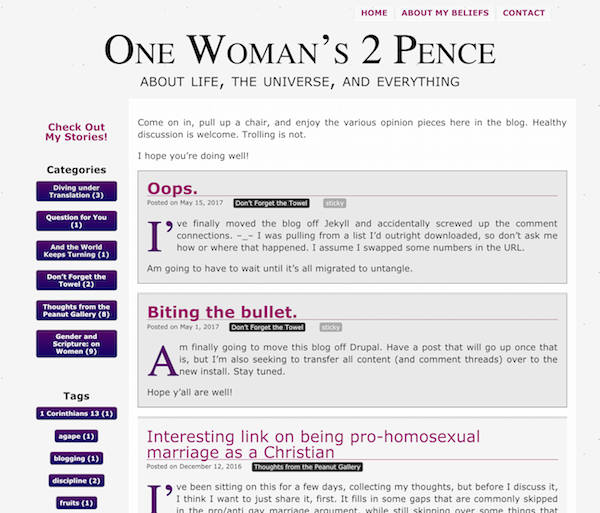 HOME ABOUT MY BELIEFS CONTACT
ONE WOMAN'S 2 PENCE
ABOUT LIFE, THE UNIVERSE, AND EVERYTHING
Check Out
My Stories!
Categories
Diving under
Translation (3)
Question for You
(1)
And the World
Keeps Turning (1)
Don't Forget the
Towel (2)
Thoughts from the
Peanut Gallery (8)
Gender and
Scripture: on
Women (9)
Tags
1 Corinthians 13 (1)
agape (1)
blogging (1)
discipline (2)
fruits (1)
Come on in, pull up a chair, and enjoy the various opinion pieces here in the blog. Healthy
discussion is welcome. Trolling is not.
I hope you're doing well!
Oops.
Posted on May 15, 2017 Don't Forget the Towel sticky
I've finally moved the blog off Jekyll and accidentally screwed up the comment
connections. –_– I was pulling from a list I'd outright downloaded, so don't ask me
how or where that happened. I assume I swapped some numbers in the URL.
Am going to have to wait until it's all migrated to untangle.
Biting the bullet.
Posted on May 1, 2017 Don't Forget the Towel sticky
Am finally going to move this blog off Drupal. Have a post that will go up once that
is, but I'm also seeking to transfer all content (and comment threads) over to the
new install. Stay tuned.
Hope y'all are well!
Interesting link on being pro-homosexual
marriage as a Christian
Posted on December 12, 2016 Thoughts from the Peanut Gallery
I've been sitting on this for a few days, collecting my thoughts, but before I discuss it,
I think I want to just share it, first. It fills in some gaps that are commonly skipped
in the pro/anti gay marriage argument, while still skipping over some things that